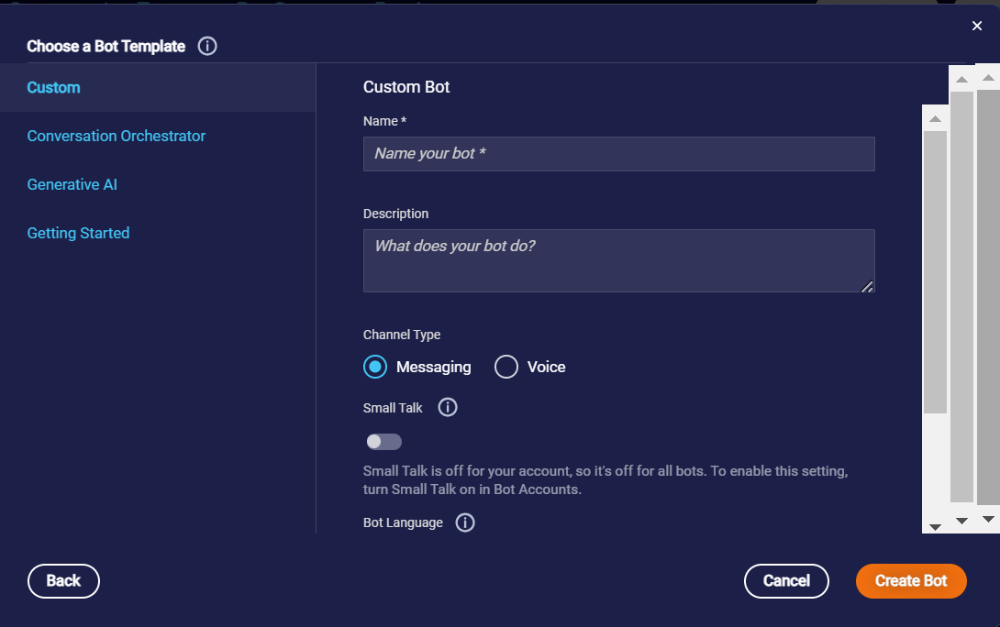 Choose a Bot Template
Custom
Conversation Orchestrator
Generative AI
Getting Started
Custom Bot
Name *
Name your bot *
Description
What does your bot do?
Channel Type
Messaging
Voice
Small Talk
Small Talk is off for your account, so it's off for all bots. To enable this setting,
turn Small Talk on in Bot Accounts.
Bot Language
Back
Cancel
Create Bot